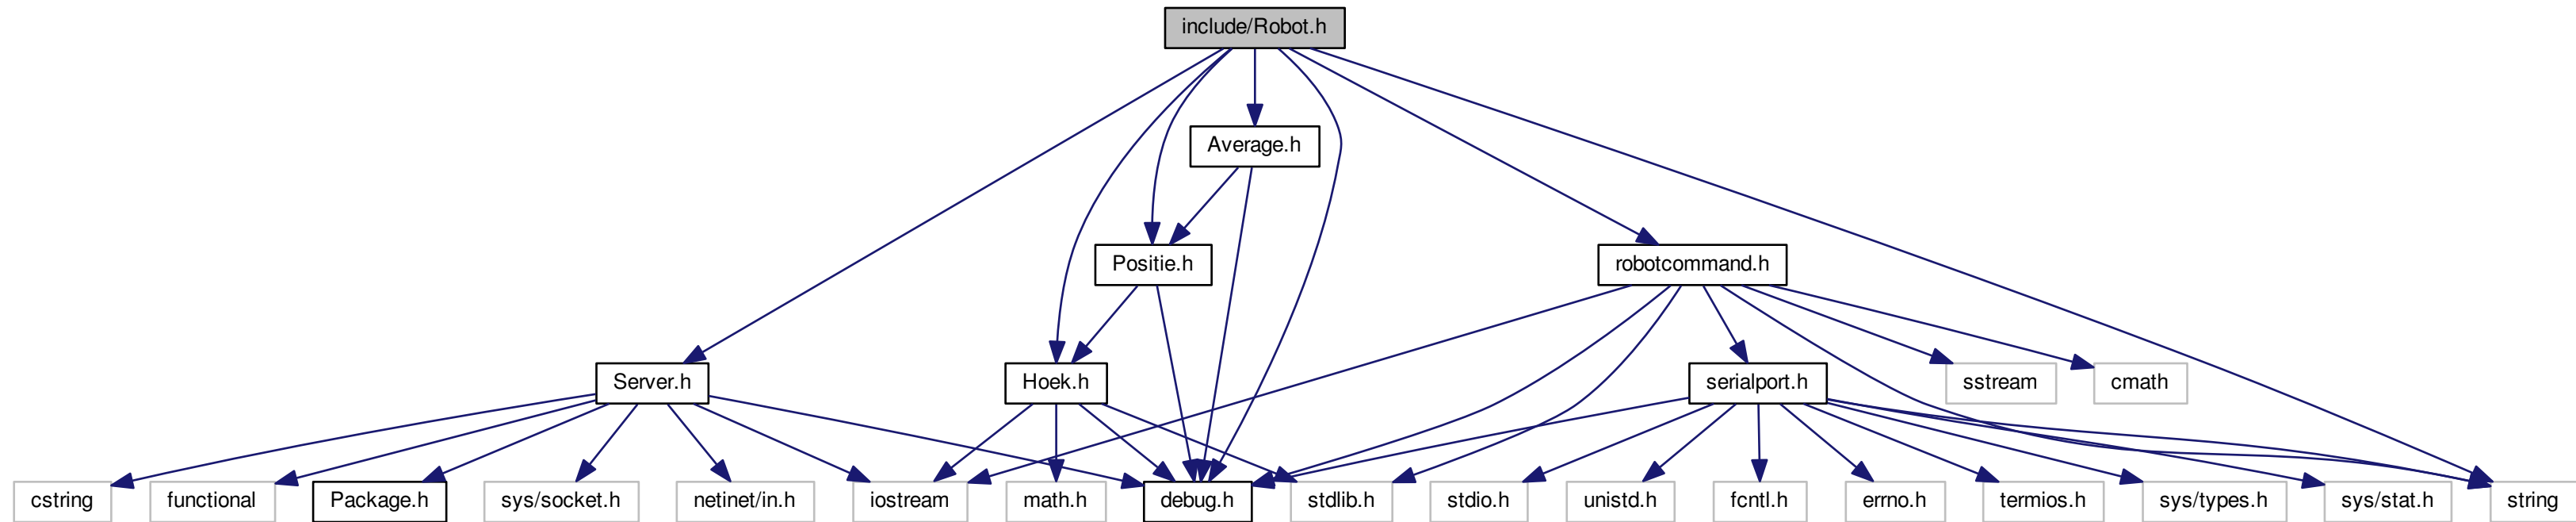 include/Robot.h
Average.h
Positie.h
robotcommand.h
Server.h
Hoek.h
serialport.h
sstream
cmath
cstring
functional
Package.h
sys/socket.h
netinet/in.h
iostream
math.h
debug.h
stdlib.h
stdio.h
unistd.h
fcntl.h
errno.h
termios.h
sys/types.h
sys/stat.h
string